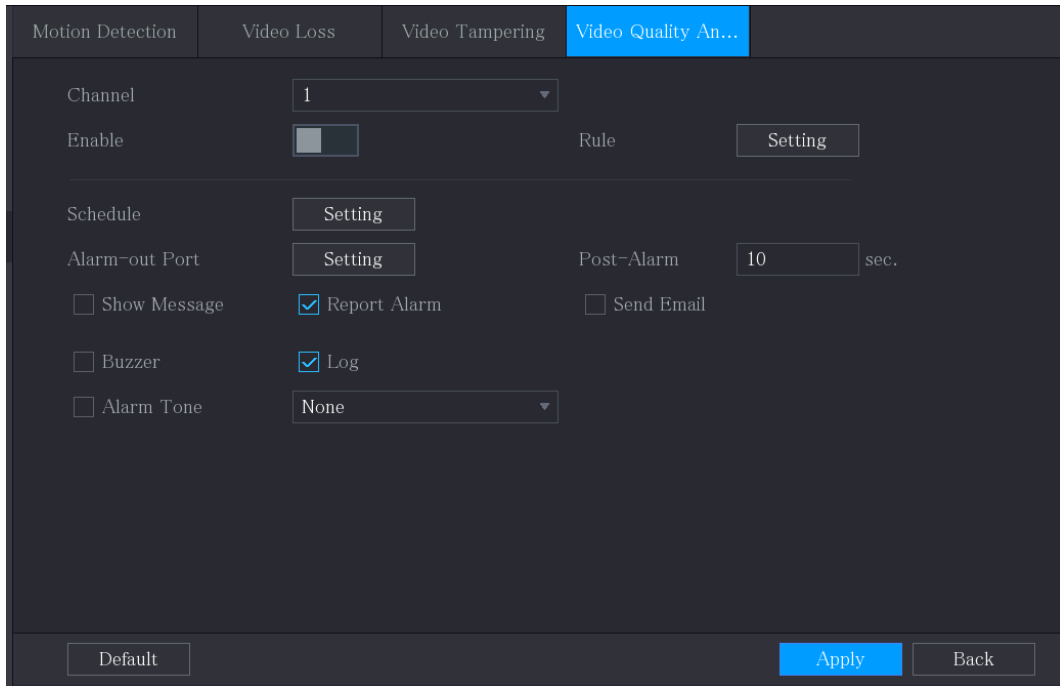 Motion Detection Video Loss Video Tampering Video Quality An...
Channel 1
Enable Rule Setting
Schedule Setting
Alarm-out Port Setting Post-Alarm 10 sec.
Show Message Report Alarm Send Email
Buzzer Log
Alarm Tone None
Default Apply Back